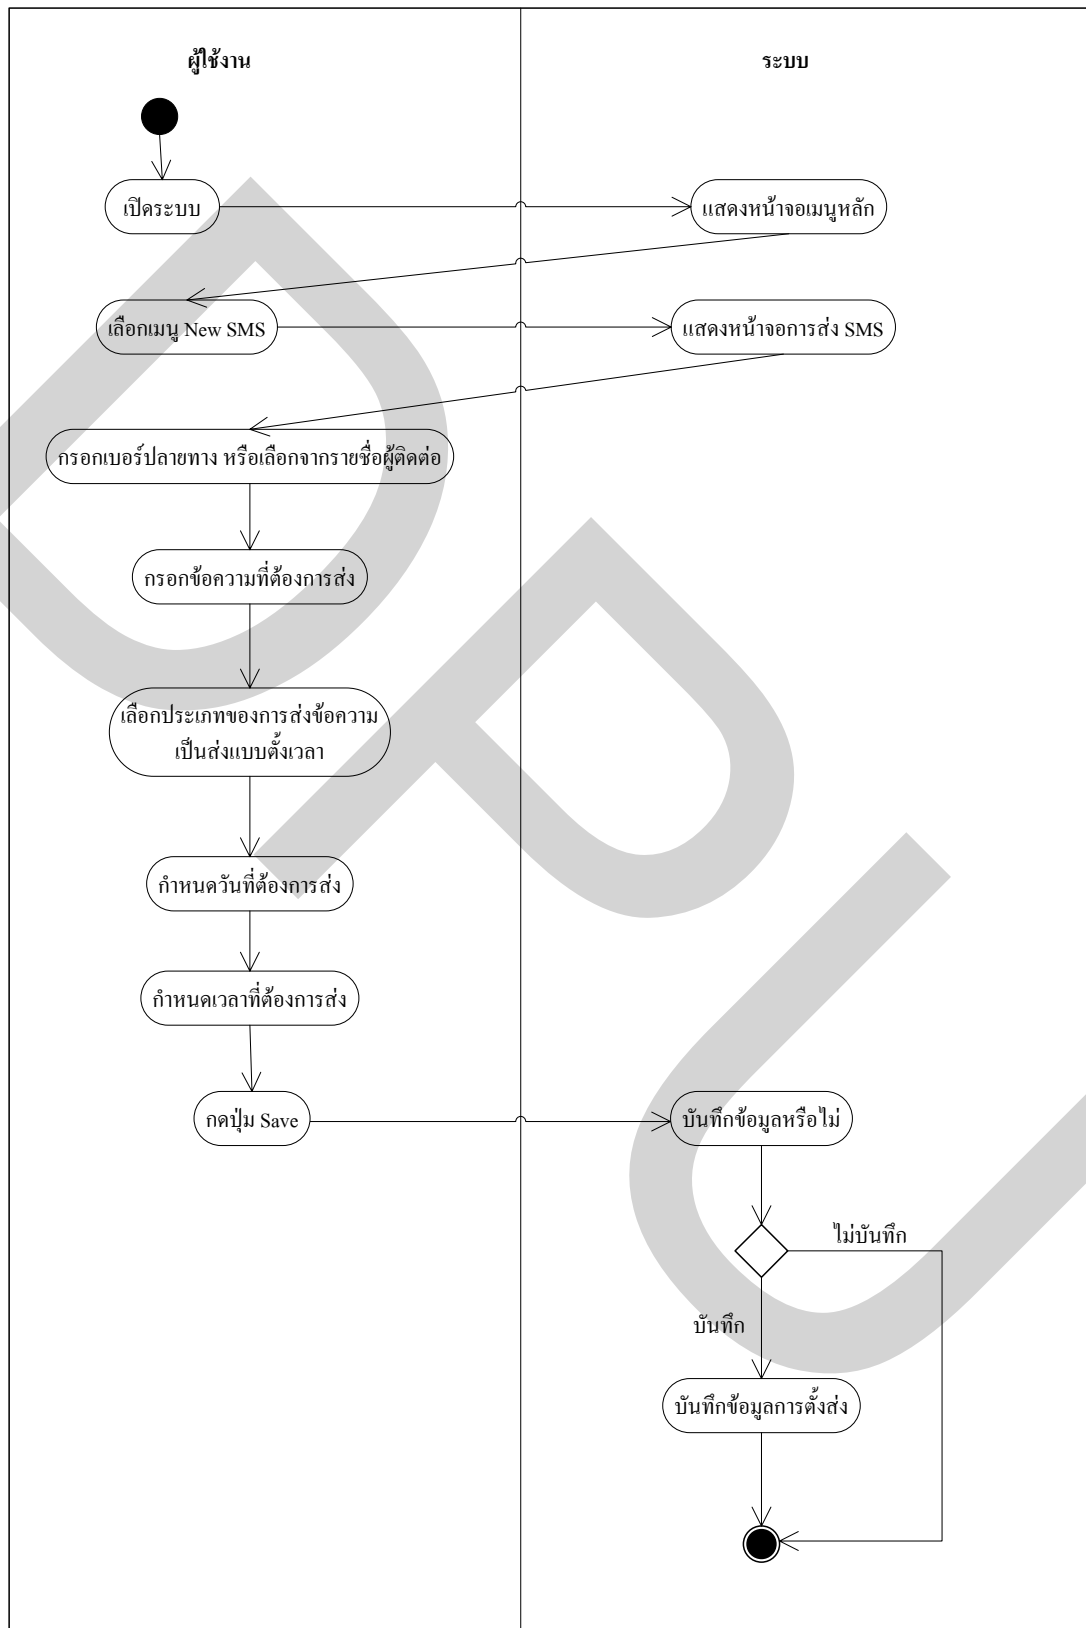 ผู้ใช้งาน
ระบบ
เปิดระบบ
แสดงหน้าจอเมนูหลัก
เลือกเมนู New SMS
แสดงหน้าจอการส่ง SMS
กรอกเบอร์ปลายทาง หรือเลือกจากรายชื่อผู้ติดต่อ
กรอกข้อความที่ต้องการส่ง
เลือกประเภทของการส่งข้อความ
เป็นส่งแบบตั้งเวลา
กำหนดวันที่ต้องการส่ง
กำหนดเวลาที่ต้องการส่ง
กดปุ่ม Save
บันทึกข้อมูลหรือไม่
ไม่บันทึก
บันทึก
บันทึกข้อมูลการตั้งส่ง
DPU